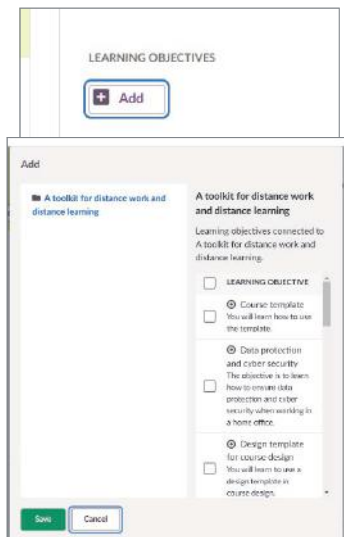 LEARNING OBJECTIVES
Add
Add
A toolkit for distance work and
distance learning
A toolkit for distance work
and distance learning
Learning objectives connected to
A toolkit for distance work and
distance learning.
LEARNING OBJECTIVE
Course template
You will learn how to use
the template.
Data protection
and cyber security
The objective is to learn
how to ensure data
protection and cyber
security when working in
a home office.
Design template
for course design
You will learn to use a
design template in
course design.
Save
Cancel